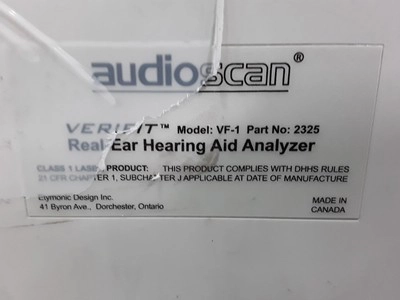 audioscan®
VERIFIT™ Model: VF-1 Part No: 2325
Real-Ear Hearing Aid Analyzer
CLASS 1 LASER PRODUCT: THIS PRODUCT COMPLIES WITH DHHS RULES
21 CFR CHAPTER 1, SUBCHAPTER J APPLICABLE AT DATE OF MANUFACTURE
Etymonic Design Inc.
41 Byron Ave., Dorchester, Ontario
MADE IN
CANADA